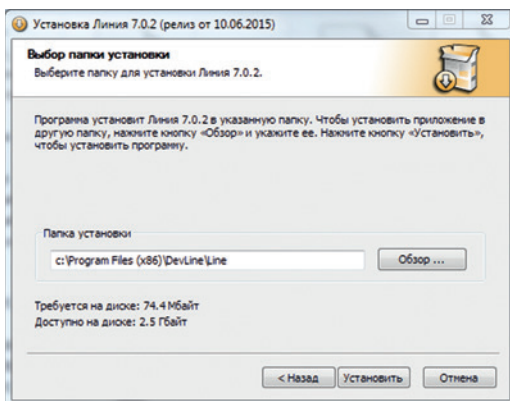 Установка Линия 7.0.2 (релиз от 10.06.2015)
Выбор папки установки
Выберите папку для установки Линия 7.0.2.
Программа установит Линия 7.0.2 в указанную папку. Чтобы установить приложение в
другую папку, нажмите кнопку «Обзор» и укажите ее. Нажмите кнопку «Установить»,
чтобы установить программу.
Папка установки
c:\Program Files (x86)\DevLine\Line
Обзор ...
Требуется на диске: 74.4 Мбайт
Доступно на диске: 2.5 Гбайт
< Назад Установить Отмена